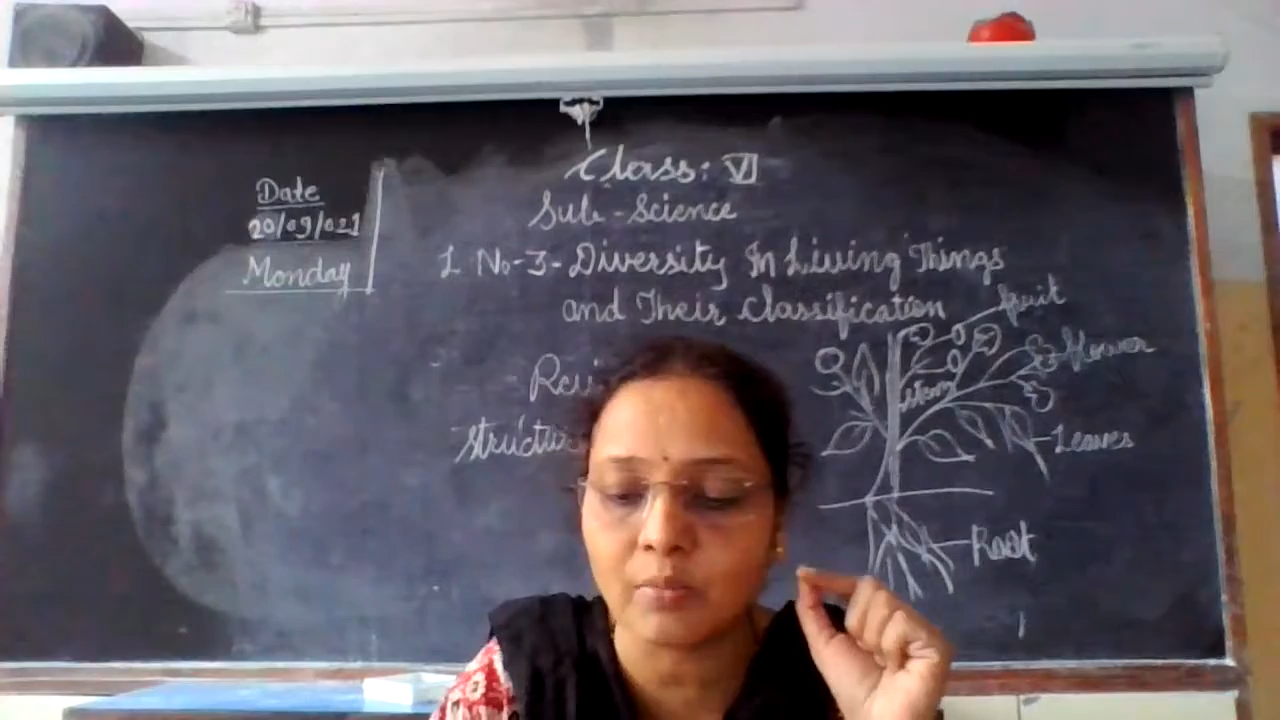 Date
20/09/021
Monday
Class: VI
Sub-Science
L No-3-Diversity In Living Things
and Their Classification
fruit
flower
Stem
Leaves
Root